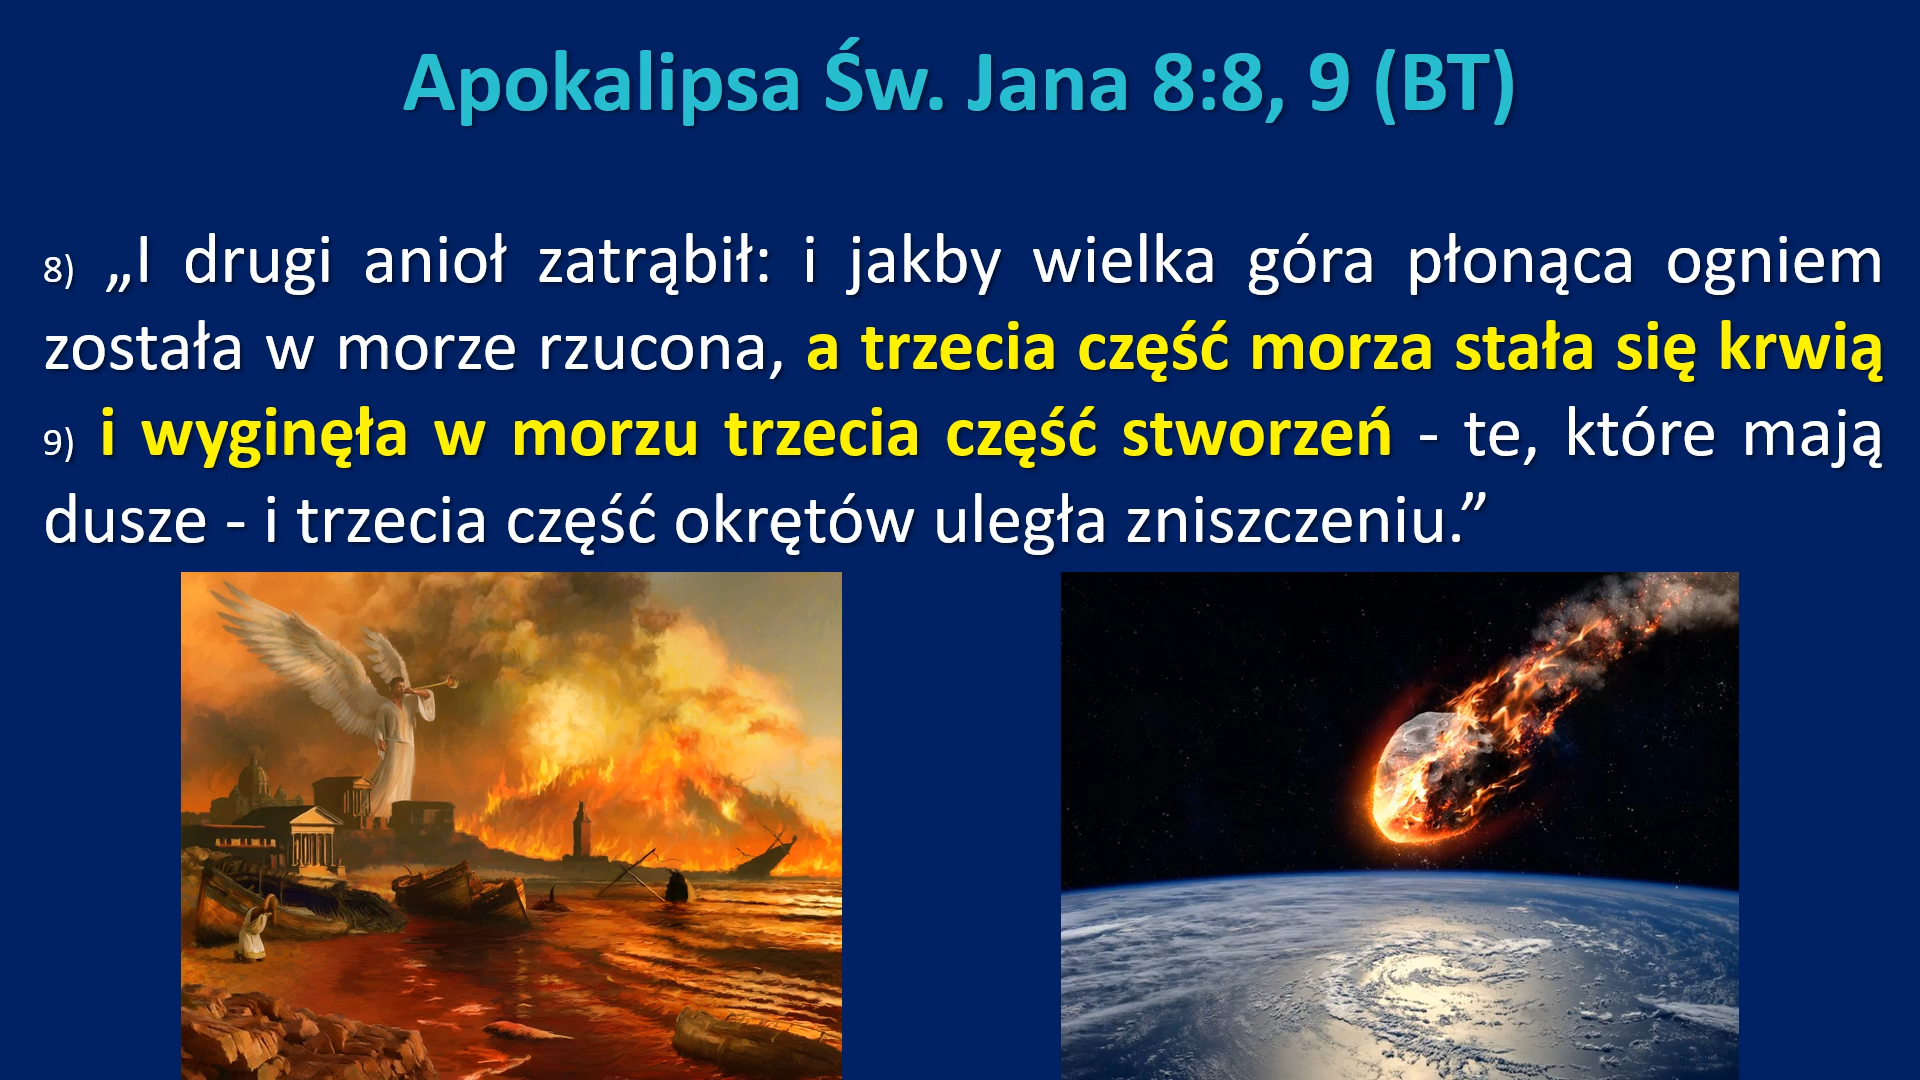 Apokalipsa Św. Jana 8:8, 9 (BT)
8) „I drugi anioł zatrąbił: i jakby wielka góra płonąca ogniem
została w morze rzucona, a trzecia część morza stała się krwią
9) i wyginęła w morzu trzecia część stworzeń - te, które mają
dusze - i trzecia część okrętów uległa zniszczeniu.”